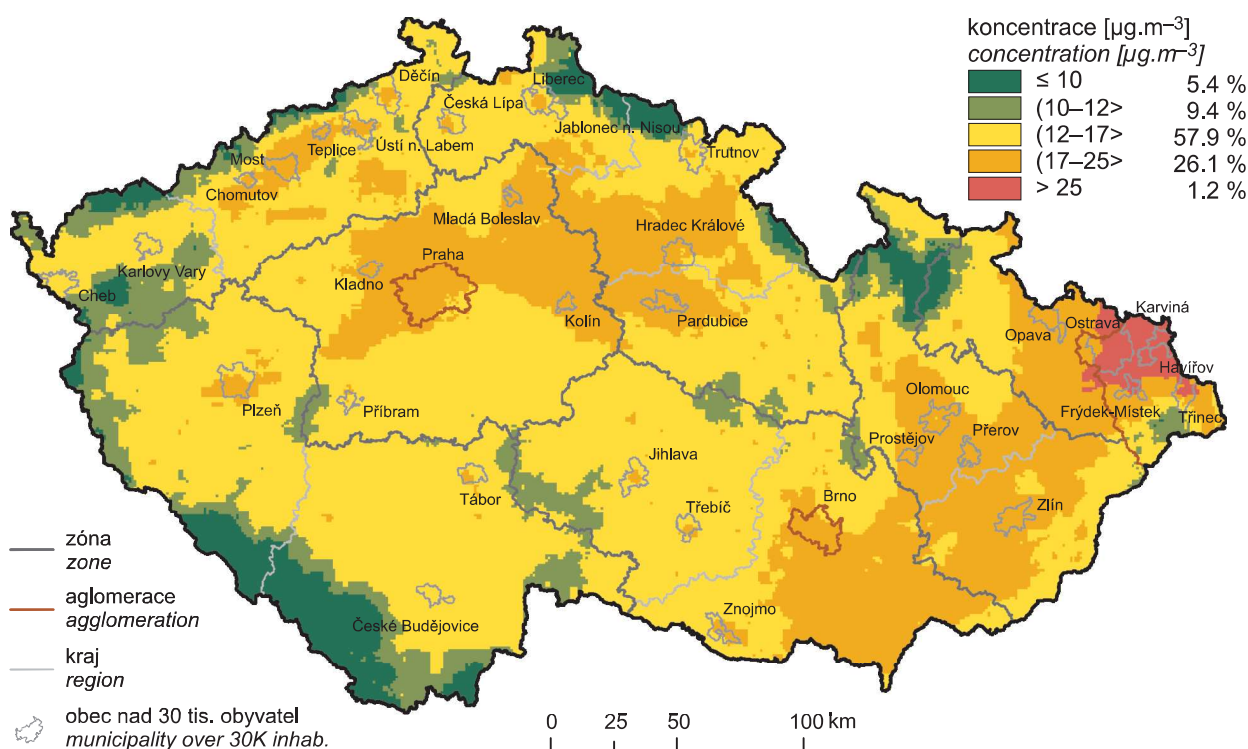 koncentrace [µg.m–3]
concentration [µg.m–3]
≤ 10 5.4 %
(10–12> 9.4 %
(12–17> 57.9 %
(17–25> 26.1 %
> 25 1.2 %
Děčín
Liberec
Česká Lípa
Jablonec n. Nisou
Ústí n. Labem
Teplice
Most
Trutnov
Chomutov
Mladá Boleslav
Hradec Králové
Karlovy Vary
Praha
Kladno
Cheb
Kolín
Pardubice
Karviná
Ostrava
Opava
Havířov
Olomouc
Plzeň
Příbram
Frýdek-Místek
Třinec
Prostějov
Přerov
Jihlava
Tábor
Třebíč
Brno
Zlín
Znojmo
České Budějovice
zóna
zone
aglomerace
agglomeration
kraj
region
obec nad 30 tis. obyvatel
municipality over 30K inhab.
0 25 50 100 km